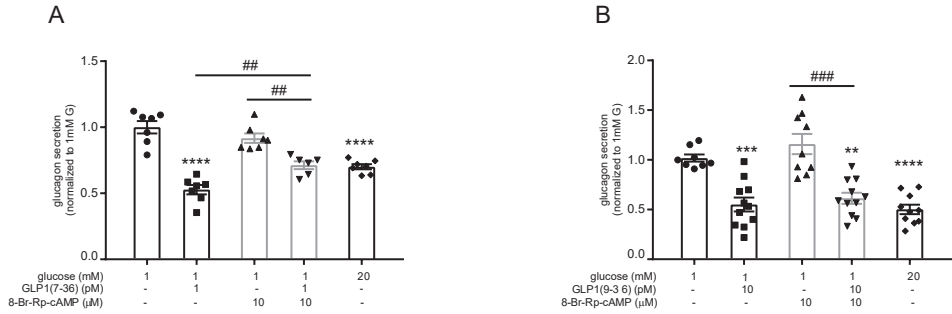 A
B
##
##
****
****
1.5
1.0
0.5
0.0
glucagon secretion
(normalized to 1mM G)
glucose (mM) 1 1 1 1 20
GLP1(7-36) (pM) - 1 - 1 -
8-Br-Rp-cAMP (μM) - - 10 10 -
###
***
**
****
2.0
1.5
1.0
0.5
0.0
glucagon secretion
(normalized to 1mM G)
glucose (mM) 1 1 1 1 20
GLP1(9-3 6) (pM) - 10 - 10 -
8-Br-Rp-cAMP (μM) - - 10 10 -